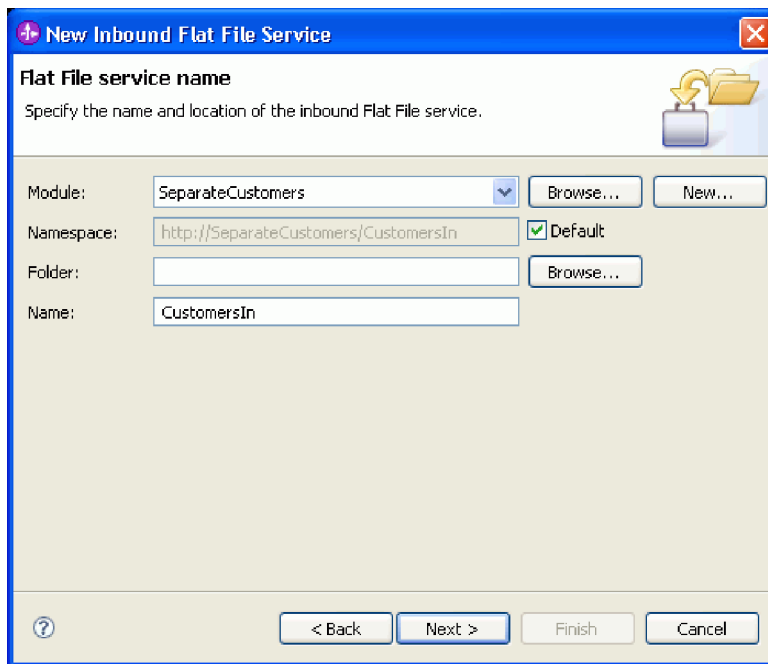 New Inbound Flat File Service
Flat File service name
Specify the name and location of the inbound Flat File service.
Module: SeparateCustomers Browse... New...
Namespace: http://SeparateCustomers/CustomersIn Default
Folder: Browse...
Name: CustomersIn
? < Back Next > Finish Cancel